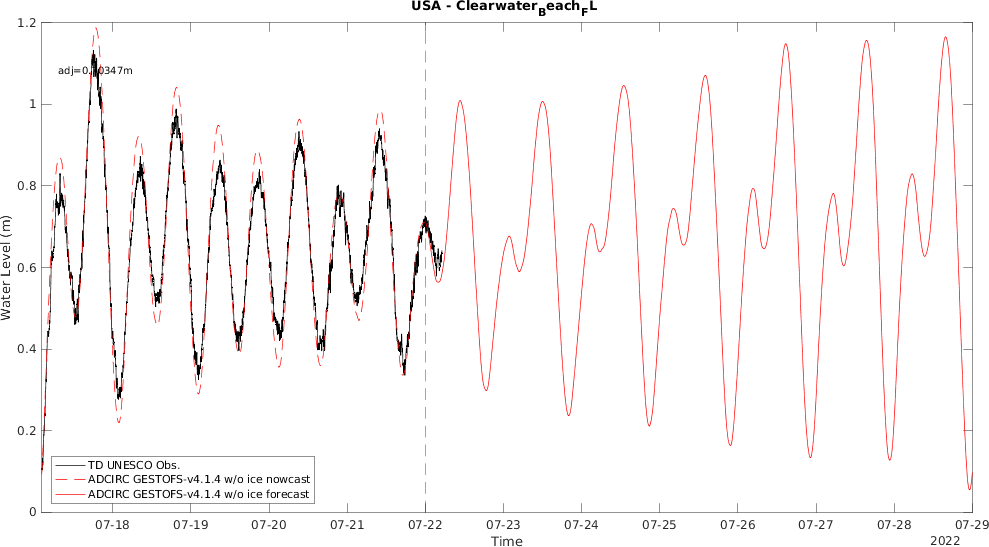 USA - Clearwater_Beach_FL
1.2
1
0.8
0.6
0.4
0.2
0
Water Level (m)
TD UNESCO Obs.
ADCIRC GESTOFS-v4.1.4 w/o ice nowcast
ADCIRC GESTOFS-v4.1.4 w/o ice forecast
07-18 07-19 07-20 07-21 07-22 07-23 07-24 07-25 07-26 07-27 07-28 07-29
Time
2022